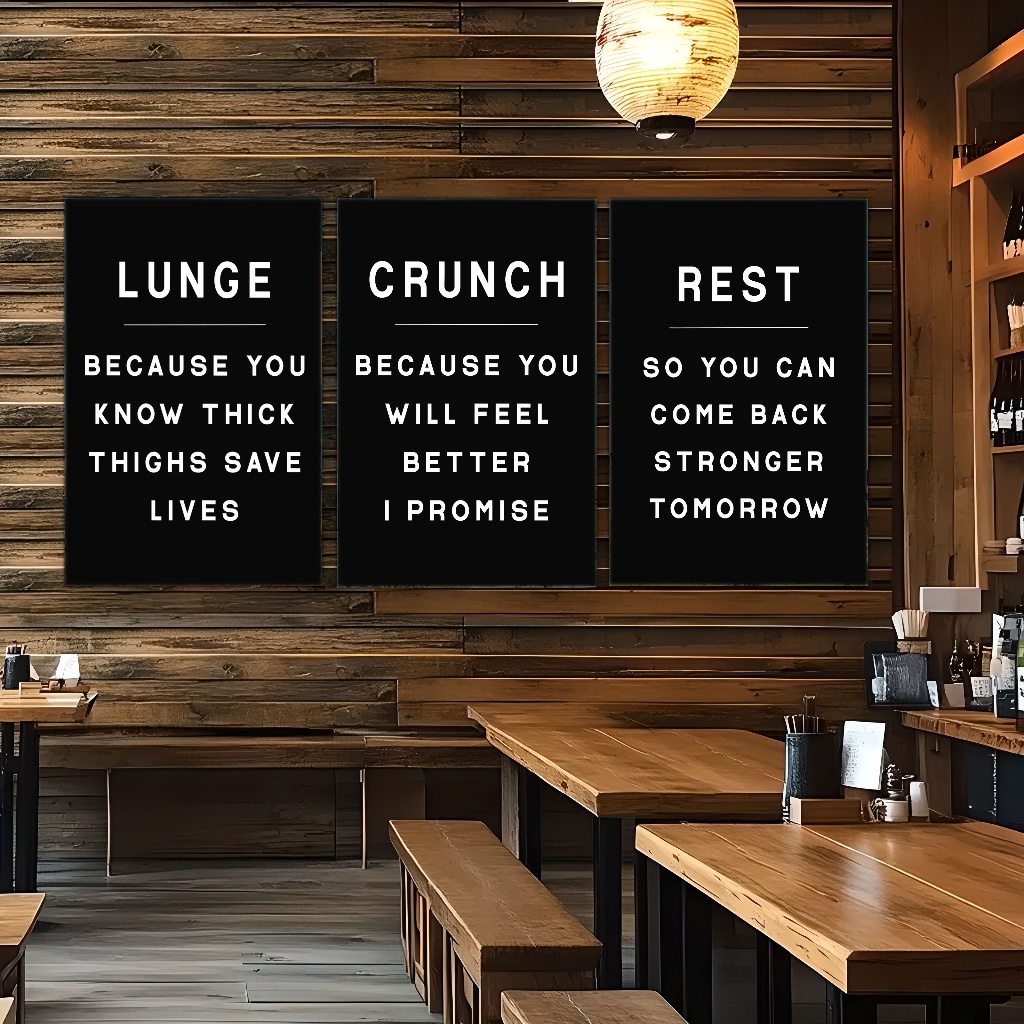 LUNGE
BECAUSE YOU
KNOW THICK
THIGHS SAVE
LIVES
CRUNCH
BECAUSE YOU
WILL FEEL
BETTER
I PROMISE
REST
SO YOU CAN
COME BACK
STRONGER
TOMORROW